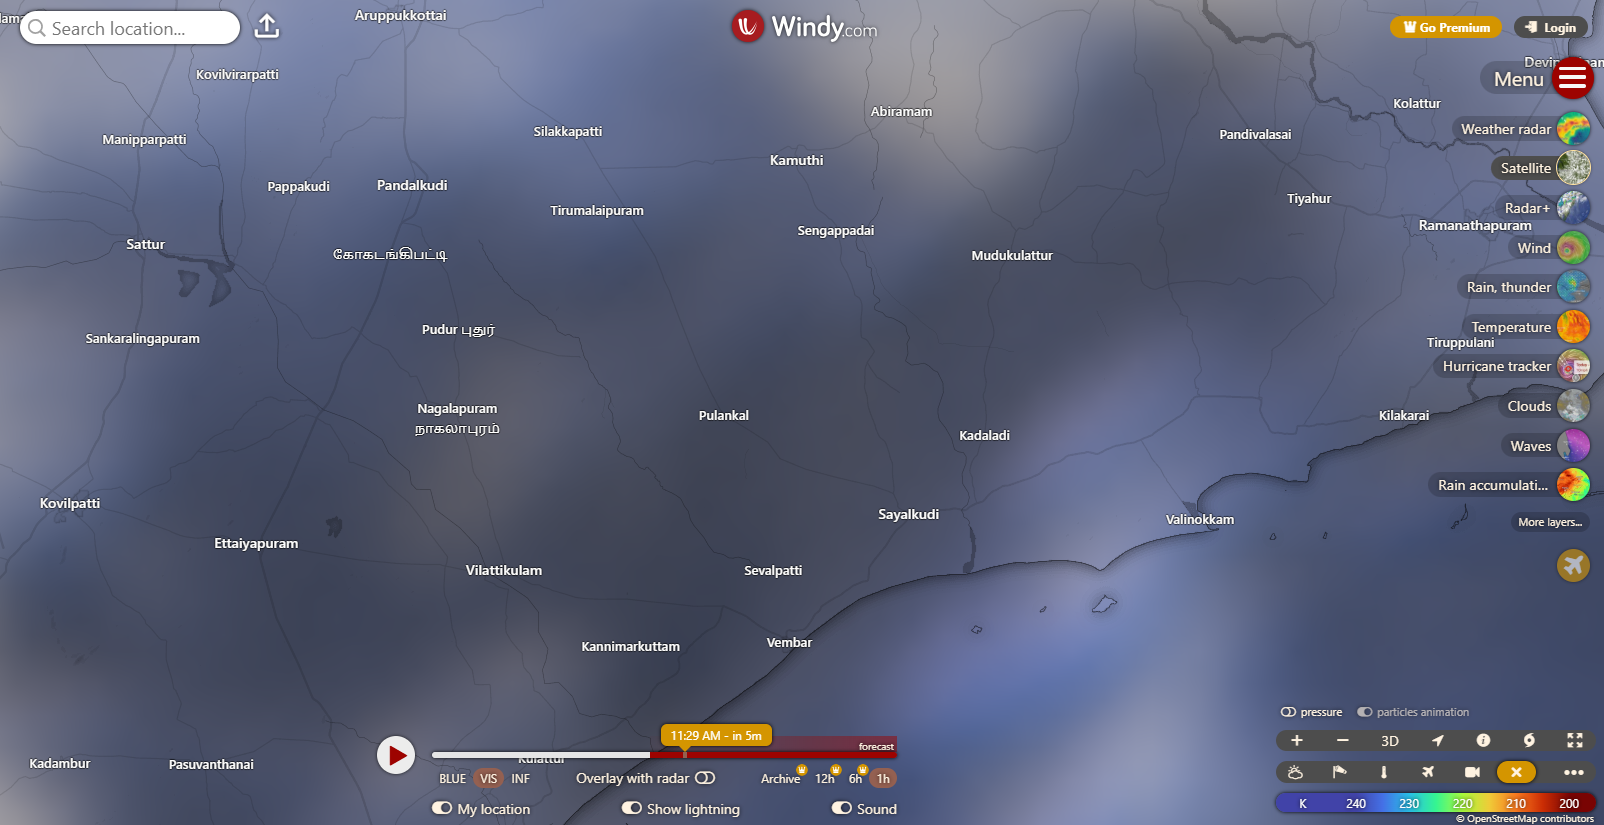 Search location...
Aruppukkottai
Windy.com
Go Premium
Login
Menu
Kovilvirarpatti
Abiramam
Kolattur
Manipparpatti
Silakkapatti
Pandivalasai
Weather radar
Kamuthi
Satellite
Pappakudi
Pandalkudi
Tiyahur
Tirumalaipuram
Radar+
Ramanathapuram
Sengappadai
Sattur
கோகடங்கிபட்டி
Mudukulattur
Wind
Rain, thunder
Pudur புதூர்
Temperature
Sankaralingapuram
Tiruppulani
Hurricane tracker
Nagalapuram
நாகலாபுரம்
Pulankal
Clouds
Kilakarai
Kadaladi
Waves
Rain accumulati...
Kovilpatti
Sayalkudi
Valinokkam
More layers...
Ettaiyapuram
Vilattikulam
Sevalpatti
Kannimarkuttam
Vembar
pressure
particles animation
11:29 AM - in 5m
forecast
3D
Kadambur
Pasuvanthanai
Kulattur
BLUE VIS INF
Overlay with radar
Archive 12h 6h 1h
My location
Show lightning
Sound
K 240 230 220 210 200
© OpenStreetMap contributors